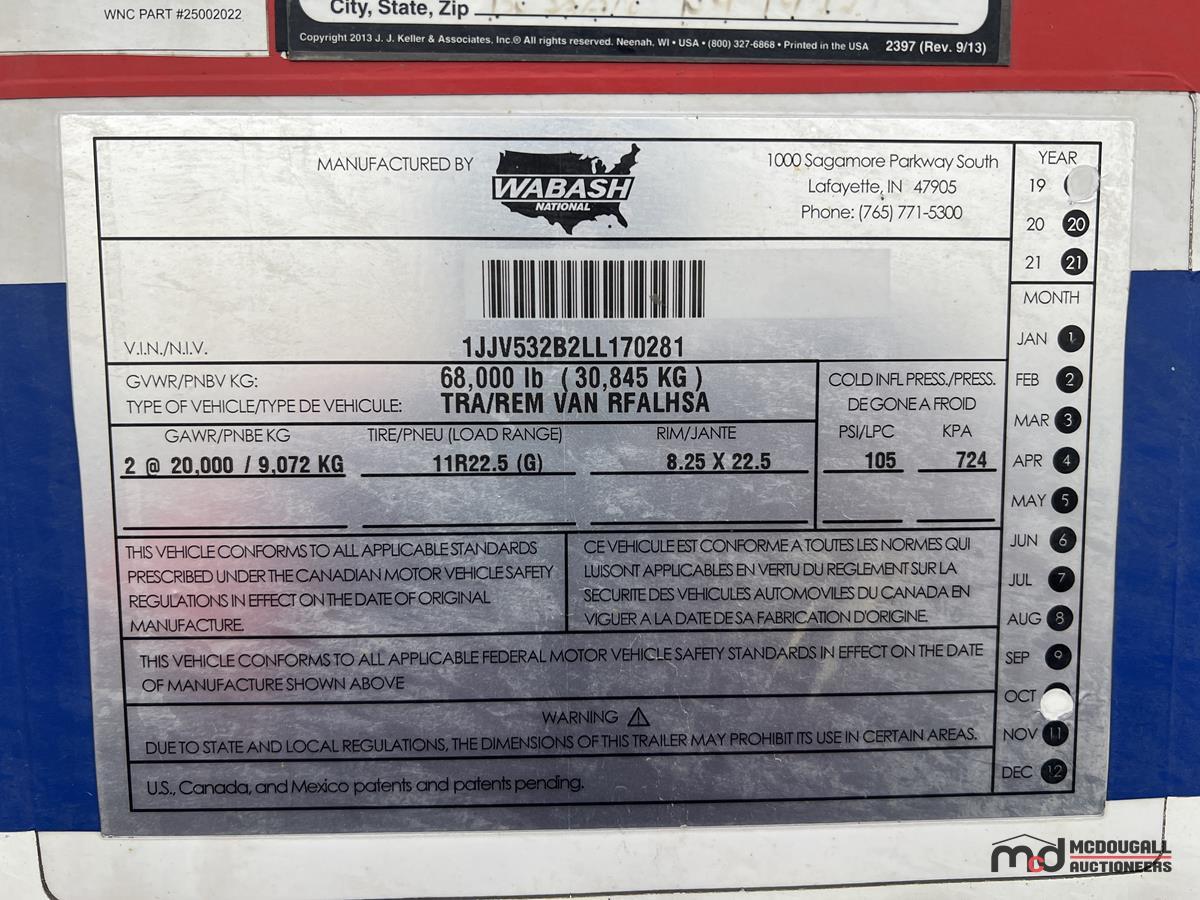 WNC PART #25002022
City, State, Zip
Copyright 2013 J. J. Keller & Associates, Inc.® All rights reserved. Neenah, WI • USA • (800) 327-6868 • Printed in the USA 2397 (Rev. 9/13)
MANUFACTURED BY
WABASH
NATIONAL
1000 Sagamore Parkway South
Lafayette, IN 47905
Phone: (765) 771-5300
YEAR
19
20 20
21 21
MONTH
JAN 1
FEB 2
MAR 3
APR 4
MAY 5
JUN 6
JUL 7
AUG 8
SEP 9
OCT
NOV 11
DEC 12
V.I.N./N.I.V. 1JJV532B2LL170281
GVWR/PNBV KG: 68,000 lb ( 30,845 KG )
TYPE OF VEHICLE/TYPE DE VEHICULE: TRA/REM VAN RFALHSA
COLD INFL PRESS./PRESS.
DE GONE A FROID
PSI/LPC KPA
105 724
GAWR/PNBE KG TIRE/PNEU (LOAD RANGE) RIM/JANTE
2 @ 20,000 / 9,072 KG 11R22.5 (G) 8.25 X 22.5
THIS VEHICLE CONFORMS TO ALL APPLICABLE STANDARDS
PRESCRIBED UNDER THE CANADIAN MOTOR VEHICLE SAFETY
REGULATIONS IN EFFECT ON THE DATE OF ORIGINAL
MANUFACTURE.
CE VEHICULE EST CONFORME A TOUTES LES NORMES QUI
LUISONT APPLICABLES EN VERTU DU REGLEMENT SUR LA
SECURITE DES VEHICULES AUTOMOVILES DU CANADA EN
VIGUER A LA DATE DE SA FABRICATION D'ORIGINE.
THIS VEHICLE CONFORMS TO ALL APPLICABLE FEDERAL MOTOR VEHICLE SAFETY STANDARDS IN EFFECT ON THE DATE
OF MANUFACTURE SHOWN ABOVE
WARNING
DUE TO STATE AND LOCAL REGULATIONS, THE DIMENSIONS OF THIS TRAILER MAY PROHIBIT ITS USE IN CERTAIN AREAS.
U.S., Canada, and Mexico patents and patents pending.
mcd MCDOUGALL
AUCTIONEERS